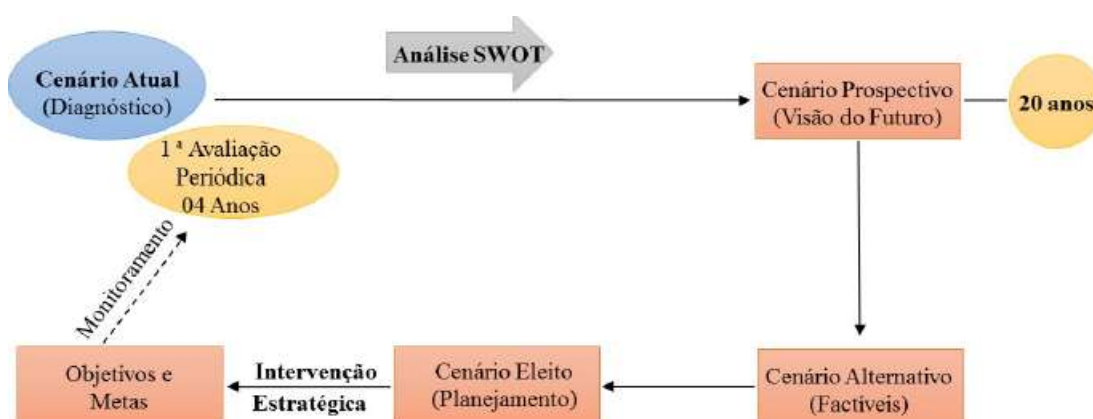 Análise SWOT
Cenário Atual
(Diagnóstico)
Cenário Prospectivo
(Visão do Futuro)
20 anos
1ª Avaliação
Periódica
04 Anos
Monitoramento
Objetivos e
Metas
Intervenção
Estratégica
Cenário Eleito
(Planejamento)
Cenário Alternativo
(Factíveis)